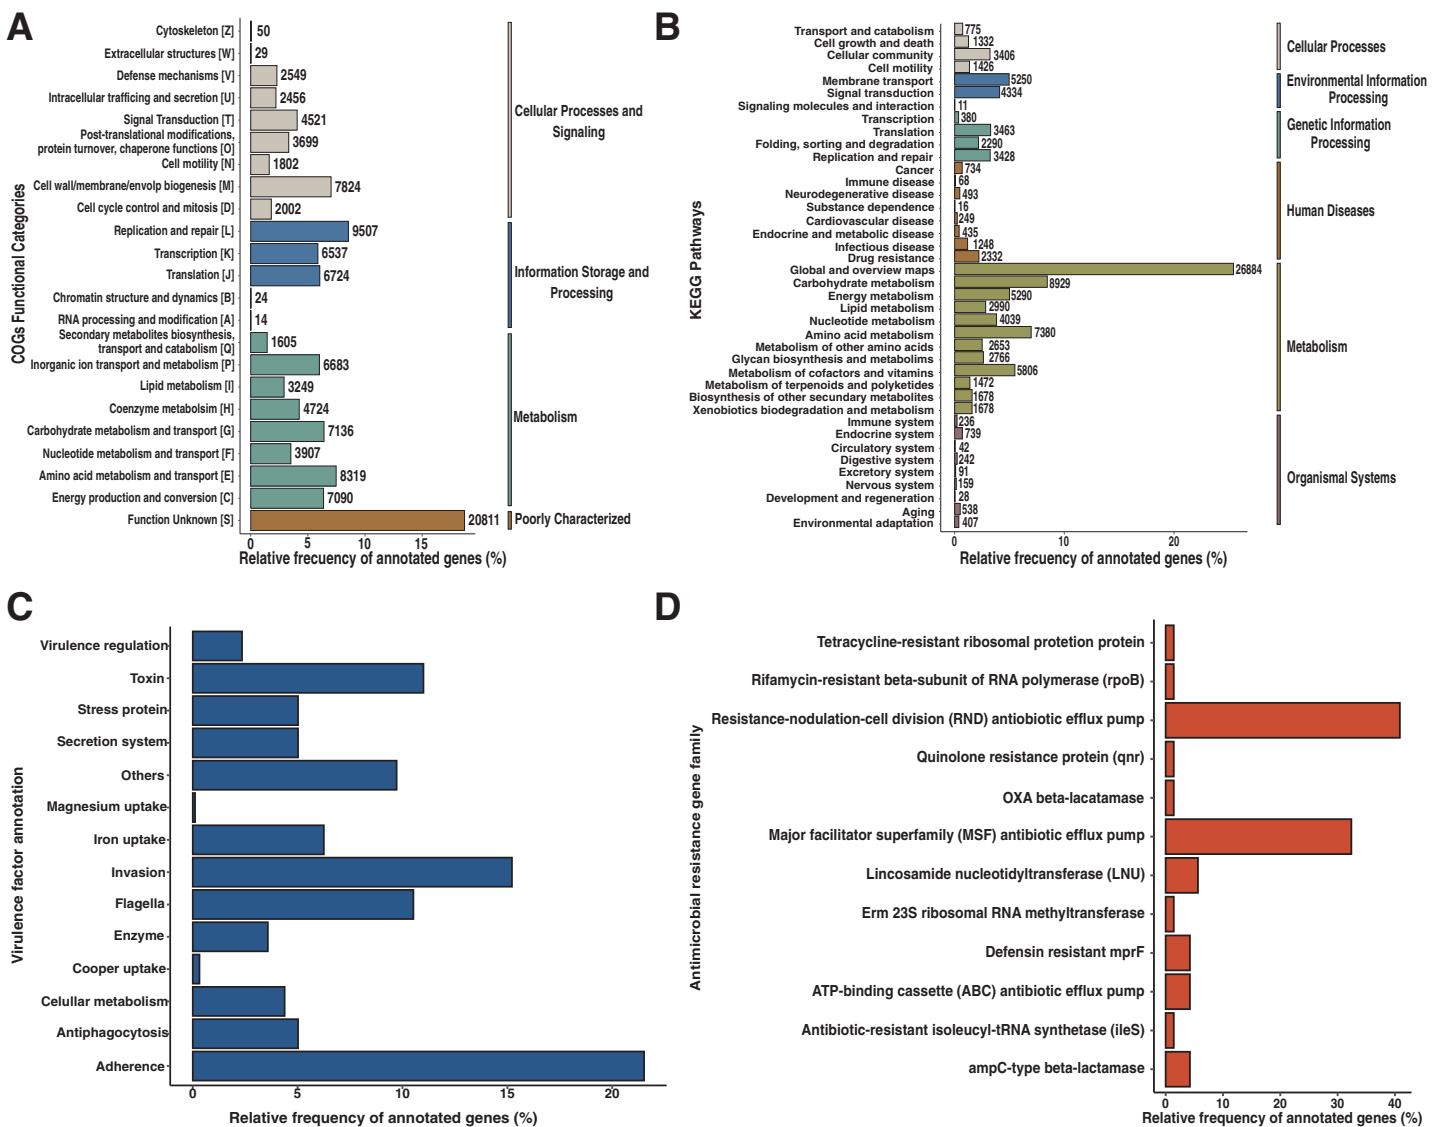 A
COGs Functional Categories
Cytoskeleton [Z] 50
Extracellular structures [W] 29
Defense mechanisms [V] 2549
Intracellular trafficing and secretion [U] 2456
Signal Transduction [T] 4521
Post-translational modifications,
protein turnover, chaperone functions [O] 3699
Cell motility [N] 1802
Cell wall/membrane/envolp biogenesis [M] 7824
Cell cycle control and mitosis [D] 2002
Replication and repair [L] 9507
Transcription [K] 6537
Translation [J] 6724
Chromatin structure and dynamics [B] 24
RNA processing and modification [A] 14
Secondary metabolites biosynthesis,
transport and catabolism [Q] 1605
Inorganic ion transport and metabolism [P] 6683
Lipid metabolism [I] 3249
Coenzyme metabolsim [H] 4724
Carbohydrate metabolism and transport [G] 7136
Nucleotide metabolism and transport [F] 3907
Amino acid metabolism and transport [E] 8319
Energy production and conversion [C] 7090
Function Unknown [S] 20811
Cellular Processes and
Signaling
Information Storage and
Processing
Metabolism
Poorly Characterized
0 5 10 15
Relative frecuency of annotated genes (%)
B
KEGG Pathways
Transport and catabolism 775
Cell growth and death 1332
Cellular community 3406
Cell motility 1426
Membrane transport 5250
Signal transduction 4334
Signaling molecules and interaction 11
Transcription 380
Translation 3463
Folding, sorting and degradation 2290
Replication and repair 3428
Cancer 734
Immune disease 68
Neurodegenerative disease 493
Substance dependence 16
Cardiovascular disease 249
Endocrine and metabolic disease 435
Infectious disease 1248
Drug resistance 2332
Global and overview maps 26884
Carbohydrate metabolism 8929
Energy metabolism 5290
Lipid metabolism 2990
Nucleotide metabolism 4039
Amino acid metabolism 7380
Metabolism of other amino acids 2653
Glycan biosynthesis and metabolims 2766
Metabolism of cofactors and vitamins 5806
Metabolism of terpenoids and polyketides 1472
Biosynthesis of other secundary metabolites 1678
Xenobiotics biodegradation and metabolism 1678
Immune system 236
Endocrine system 739
Circulatory system 42
Digestive system 242
Excretory system 91
Nervous system 159
Development and regeneration 28
Aging 538
Environmental adaptation 407
Cellular Processes
Environmental Information
Processing
Genetic Information
Processing
Human Diseases
Metabolism
Organismal Systems
0 10 20
Relative frecuency of annotated genes (%)
C
Virulence factor annotation
Virulence regulation
Toxin
Stress protein
Secretion system
Others
Magnesium uptake
Iron uptake
Invasion
Flagella
Enzyme
Cooper uptake
Celullar metabolism
Antiphagocytosis
Adherence
0 5 10 15 20
Relative frequency of annotated genes (%)
D
Antimicrobial resistance gene family
Tetracycline-resistant ribosomal protetion protein
Rifamycin-resistant beta-subunit of RNA polymerase (rpoB)
Resistance-nodulation-cell division (RND) antiobiotic efflux pump
Quinolone resistance protein (qnr)
OXA beta-lacatamase
Major facilitator superfamily (MSF) antibiotic efflux pump
Lincosamide nucleotidyltransferase (LNU)
Erm 23S ribosomal RNA methyltransferase
Defensin resistant mprF
ATP-binding cassette (ABC) antibiotic efflux pump
Antibiotic-resistant isoleucyl-tRNA synthetase (ileS)
ampC-type beta-lactamase
0 10 20 30 40
Relative frequency of annotated genes (%)